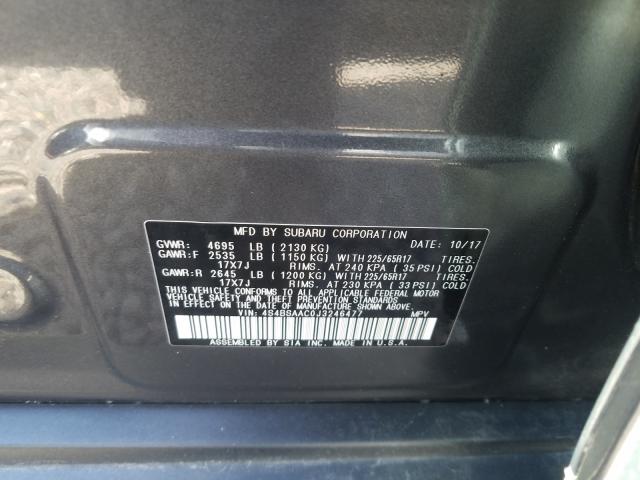 MFD BY SUBARU CORPORATION
GVWR: 4695 LB ( 2130 KG) DATE: 10/17
GAWR:F 2535 LB ( 1150 KG) WITH 225/65R17 TIRES.
17X7J RIMS. AT 240 KPA ( 35 PSI) COLD
GAWR:R 2645 LB ( 1200 KG) WITH 225/65R17 TIRES.
17X7J RIMS. AT 230 KPA ( 33 PSI) COLD
THIS VEHICLE CONFORMS TO ALL APPLICABLE FEDERAL MOTOR
VEHICLE SAFETY AND THEFT PREVENTION STANDARDS IN
EFFECT ON THE DATE OF MANUFACTURE SHOWN ABOVE.
VIN: 4S4BSAAC0J3246477 MPV
ASSEMBLED BY SIA INC. MADE IN U.S.A.